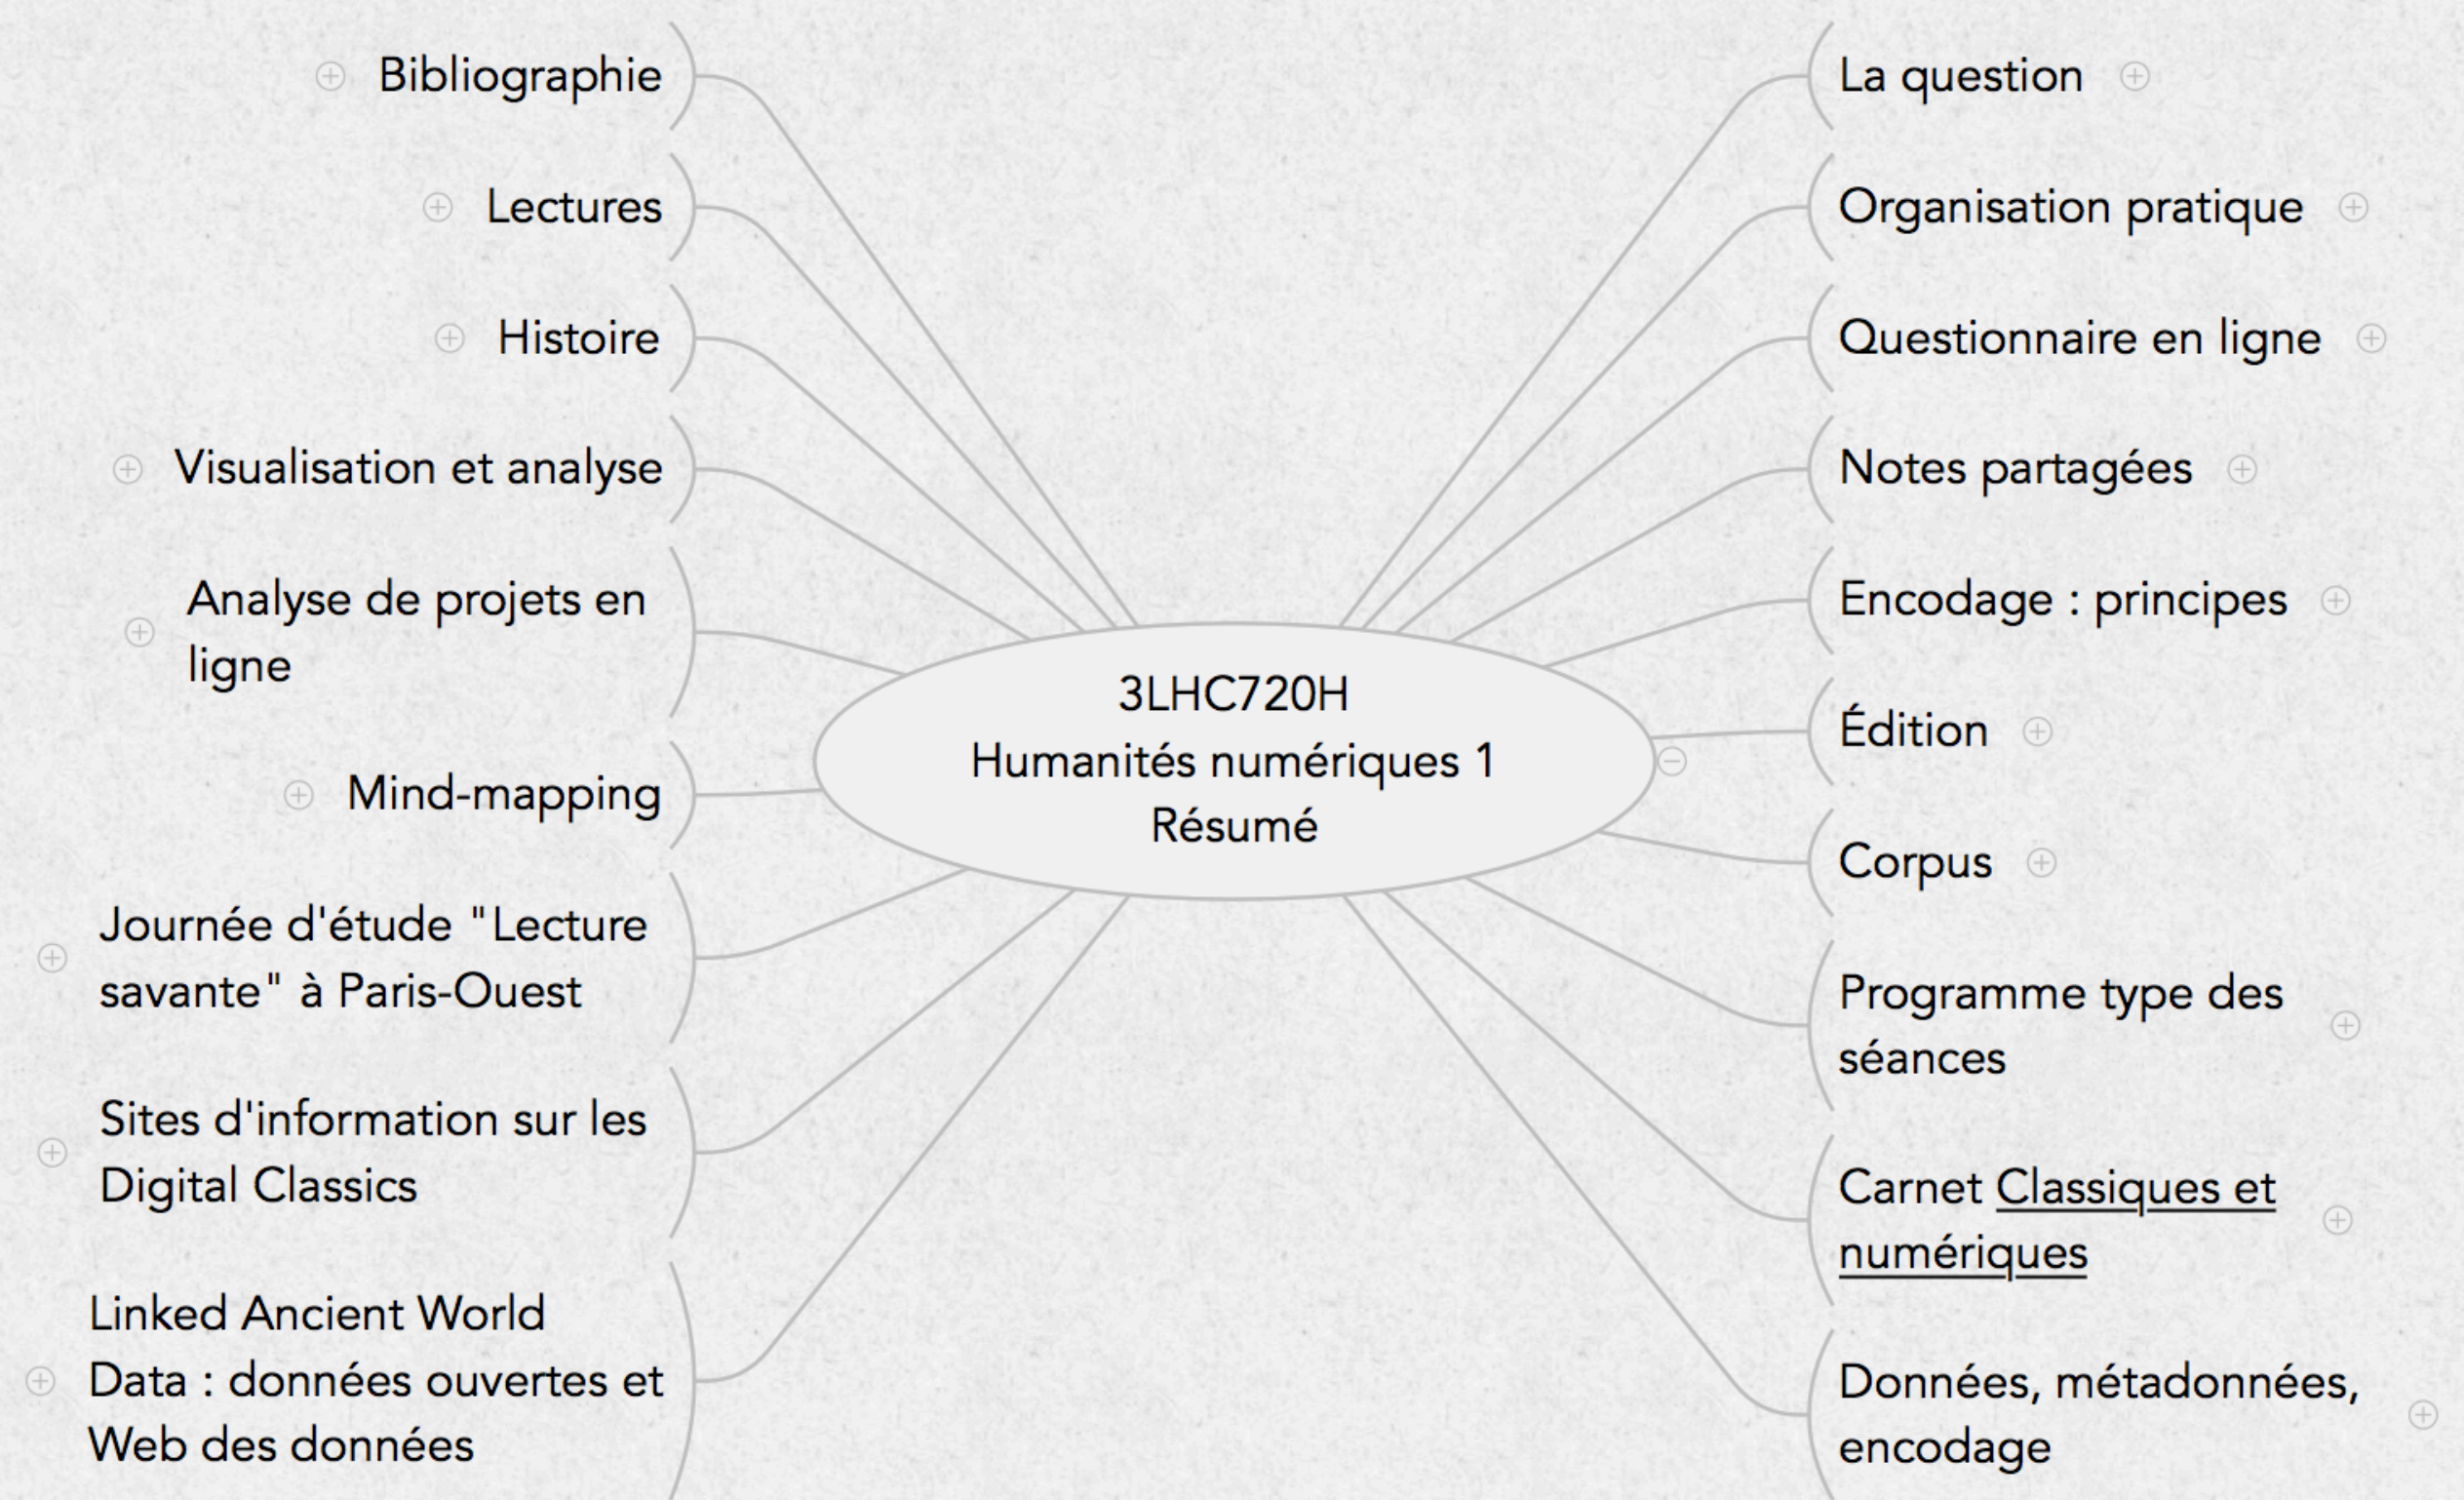 Bibliographie
Lectures
Histoire
Visualisation et analyse
Analyse de projets en
ligne
Mind-mapping
Journée d'étude "Lecture
savante" à Paris-Ouest
Sites d'information sur les
Digital Classics
Linked Ancient World
Data : données ouvertes et
Web des données
3LHC720H
Humanités numériques 1
Résumé
La question
Organisation pratique
Questionnaire en ligne
Notes partagées
Encodage : principes
Édition
Corpus
Programme type des
séances
Carnet Classiques et
numériques
Données, métadonnées,
encodage